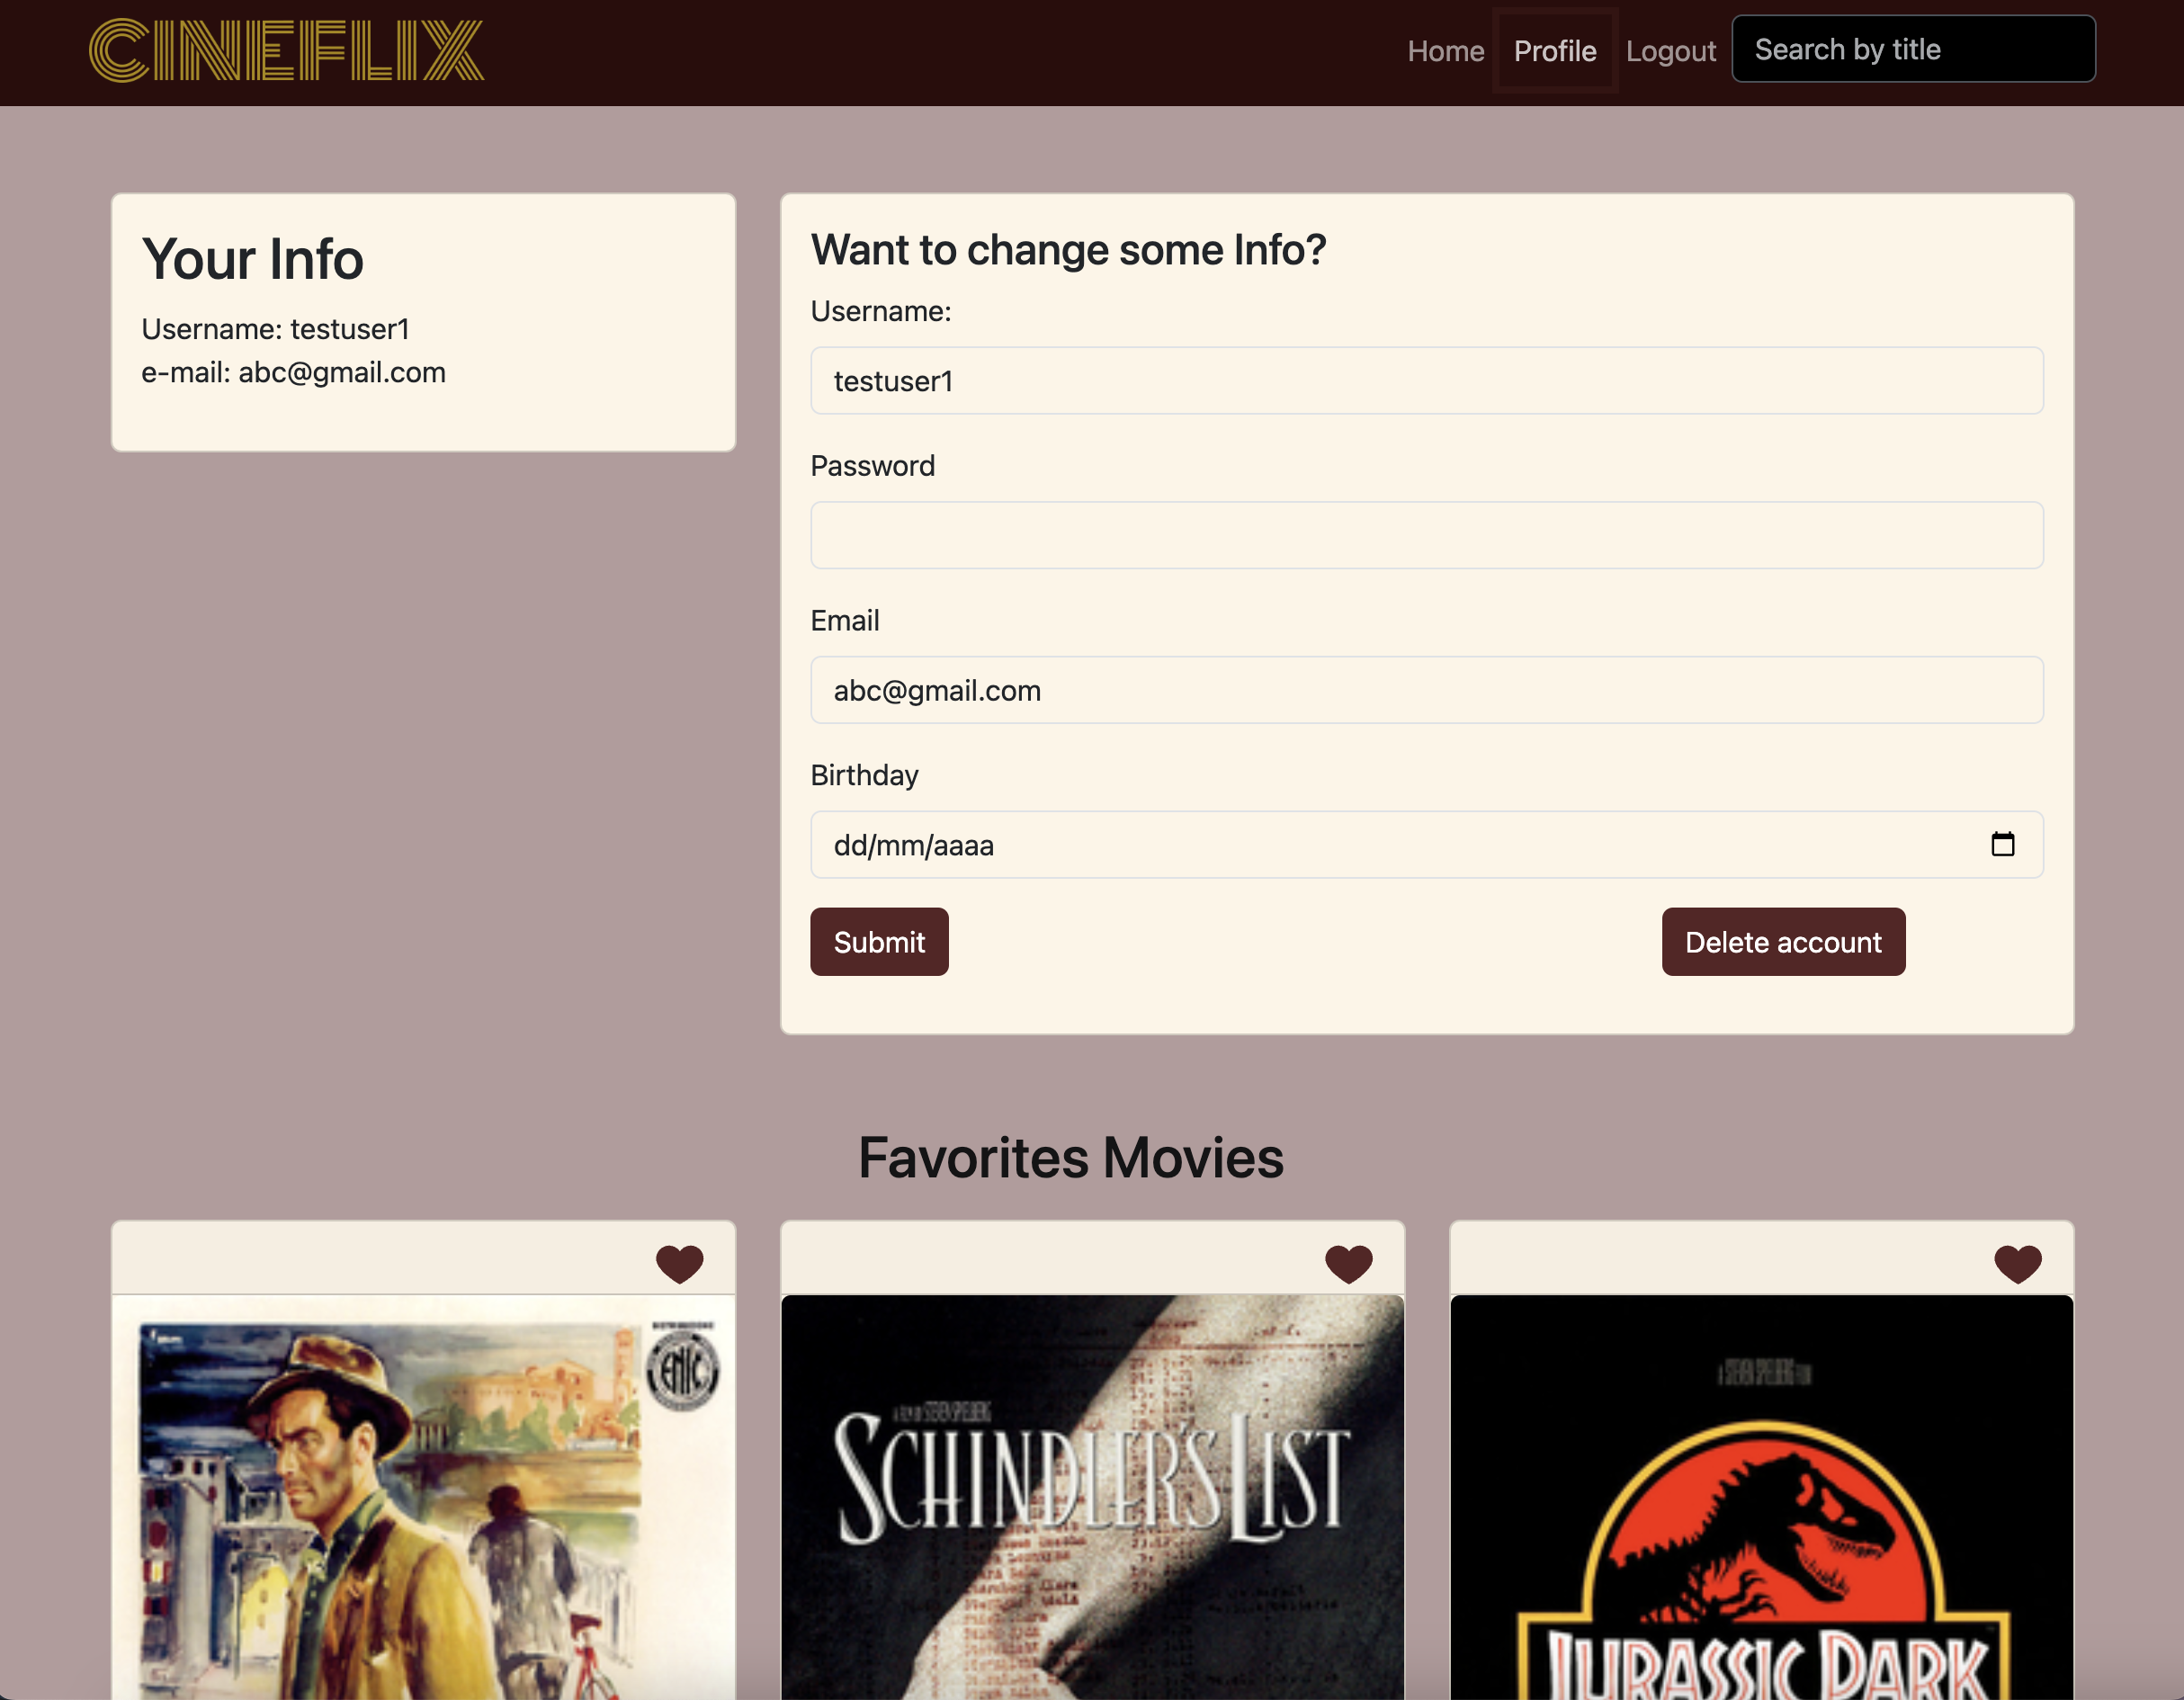 CINEFLIX
Home Profile Logout Search by title
Your Info
Username: testuser1
e-mail: abc@gmail.com
Want to change some Info?
Username:
testuser1
Password
Email
abc@gmail.com
Birthday
dd/mm/aaaa
Submit Delete account
Favorites Movies
ENIC
A FILM BY STEVEN SPIELBERG
SCHINDLER'S LIST
A STEVEN SPIELBERG FILM
JURASSIC PARK